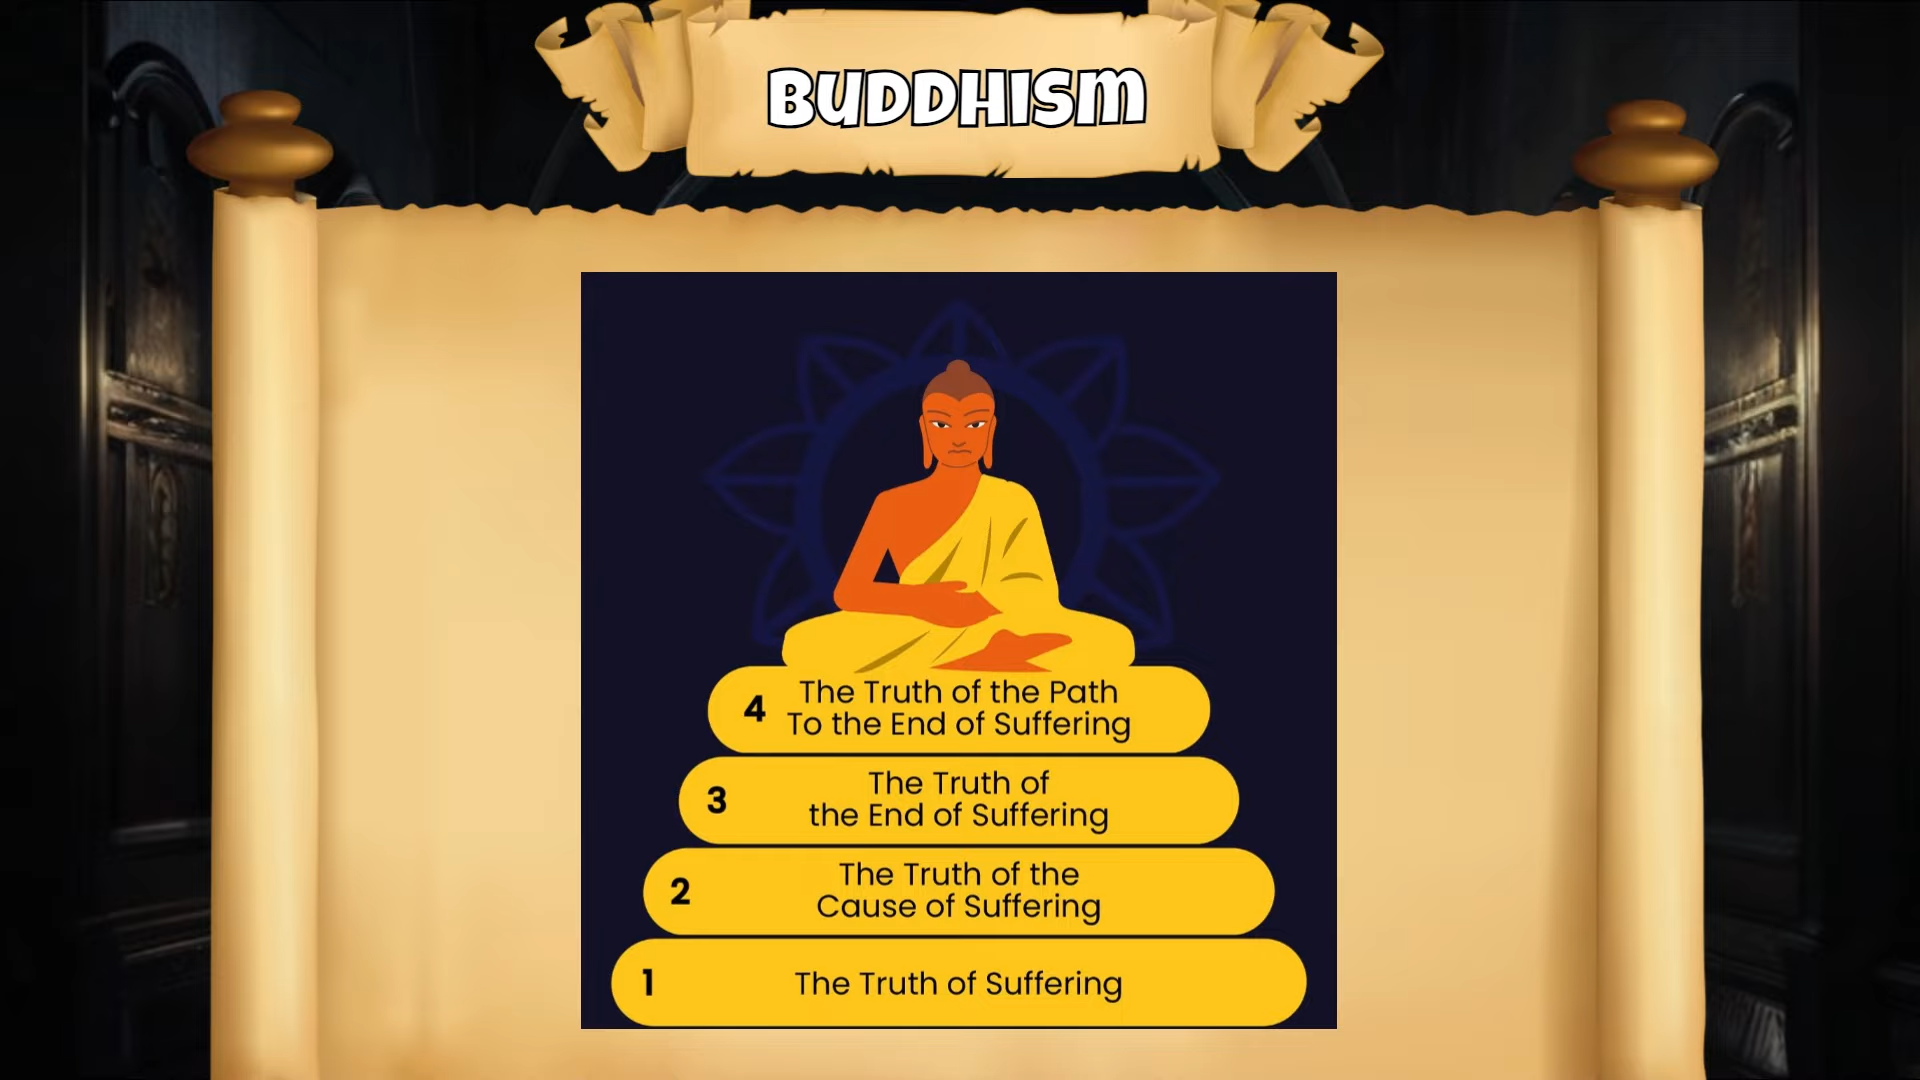 BUDDHISM
4
The Truth of the Path
To the End of Suffering
3
The Truth of
the End of Suffering
2
The Truth of the
Cause of Suffering
1
The Truth of Suffering